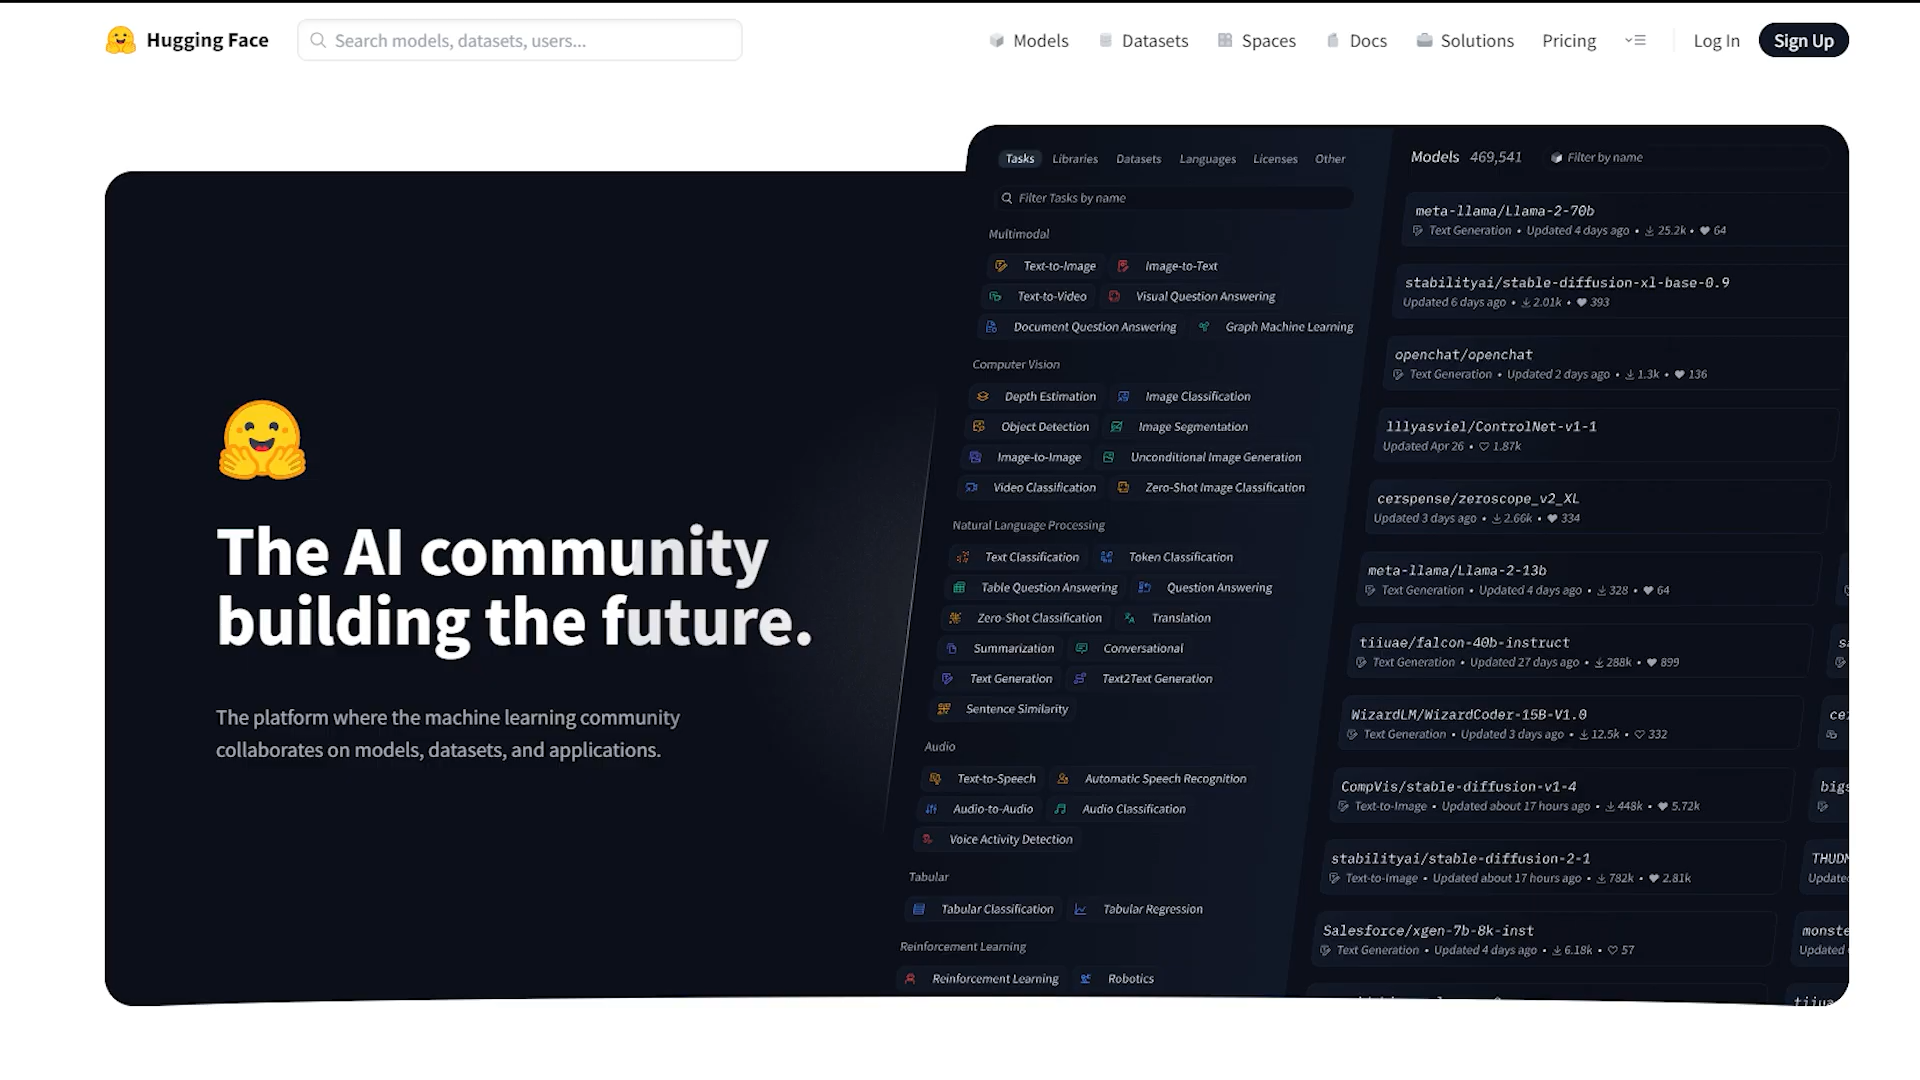 Hugging Face
Search models, datasets, users...
Models
Datasets
Spaces
Docs
Solutions
Pricing
Log In
Sign Up
The AI community
building the future.
The platform where the machine learning community
collaborates on models, datasets, and applications.
Tasks Libraries Datasets Languages Licenses Other
Filter Tasks by name
Multimodal
Text-to-Image Image-to-Text
Text-to-Video Visual Question Answering
Document Question Answering Graph Machine Learning
Computer Vision
Depth Estimation Image Classification
Object Detection Image Segmentation
Image-to-Image Unconditional Image Generation
Video Classification Zero-Shot Image Classification
Natural Language Processing
Text Classification Token Classification
Table Question Answering Question Answering
Zero-Shot Classification Translation
Summarization Conversational
Text Generation Text2Text Generation
Sentence Similarity
Audio
Text-to-Speech Automatic Speech Recognition
Audio-to-Audio Audio Classification
Voice Activity Detection
Tabular
Tabular Classification Tabular Regression
Reinforcement Learning
Reinforcement Learning Robotics
Models 469,541 Filter by name
meta-llama/Llama-2-70b
Text Generation • Updated 4 days ago • 25.2k • 64
stabilityai/stable-diffusion-xl-base-0.9
Updated 6 days ago • 2.01k • 393
openchat/openchat
Text Generation • Updated 2 days ago • 1.3k • 136
lllyasviel/ControlNet-v1-1
Updated Apr 26 • 1.87k
cerspense/zeroscope_v2_XL
Updated 3 days ago • 2.66k • 334
meta-llama/Llama-2-13b
Text Generation • Updated 4 days ago • 328 • 64
tiiuae/falcon-40b-instruct
Text Generation • Updated 27 days ago • 288k • 899
WizardLM/WizardCoder-15B-V1.0
Text Generation • Updated 3 days ago • 12.5k • 332
CompVis/stable-diffusion-v1-4
Text-to-Image • Updated about 17 hours ago • 448k • 5.72k
stabilityai/stable-diffusion-2-1
Text-to-Image • Updated about 17 hours ago • 782k • 2.81k
Salesforce/xgen-7b-8k-inst
Text Generation • Updated 4 days ago • 6.18k • 57